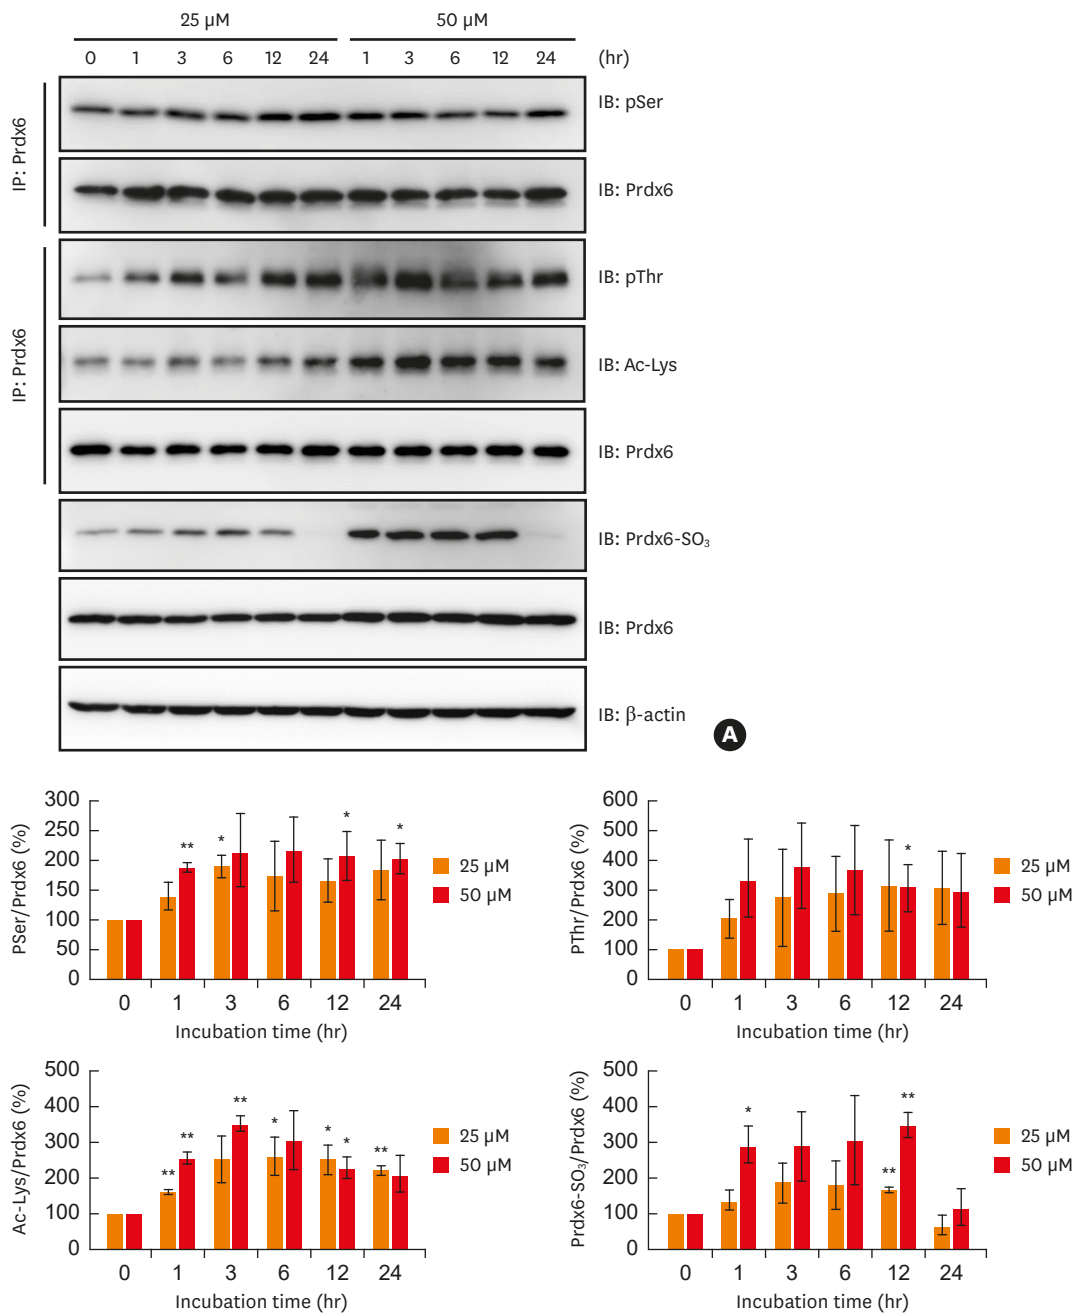 25 μM 50 μM
0 1 3 6 12 24 1 3 6 12 24 (hr)
IP: Prdx6
IB: pSer
IB: Prdx6
IP: Prdx6
IB: pThr
IB: Ac-Lys
IB: Prdx6
IB: Prdx6-SO₃
IB: Prdx6
IB: β-actin
A
PSer/Prdx6 (%)
300
250
200
150
100
50
0
** * * *
0 1 3 6 12 24
Incubation time (hr)
25 μM
50 μM
PThr/Prdx6 (%)
600
500
400
300
200
100
0
*
0 1 3 6 12 24
Incubation time (hr)
25 μM
50 μM
Ac-Lys/Prdx6 (%)
500
400
300
200
100
0
** ** ** * * * **
0 1 3 6 12 24
Incubation time (hr)
25 μM
50 μM
Prdx6-SO₃/Prdx6 (%)
500
400
300
200
100
0
* ** **
0 1 3 6 12 24
Incubation time (hr)
25 μM
50 μM